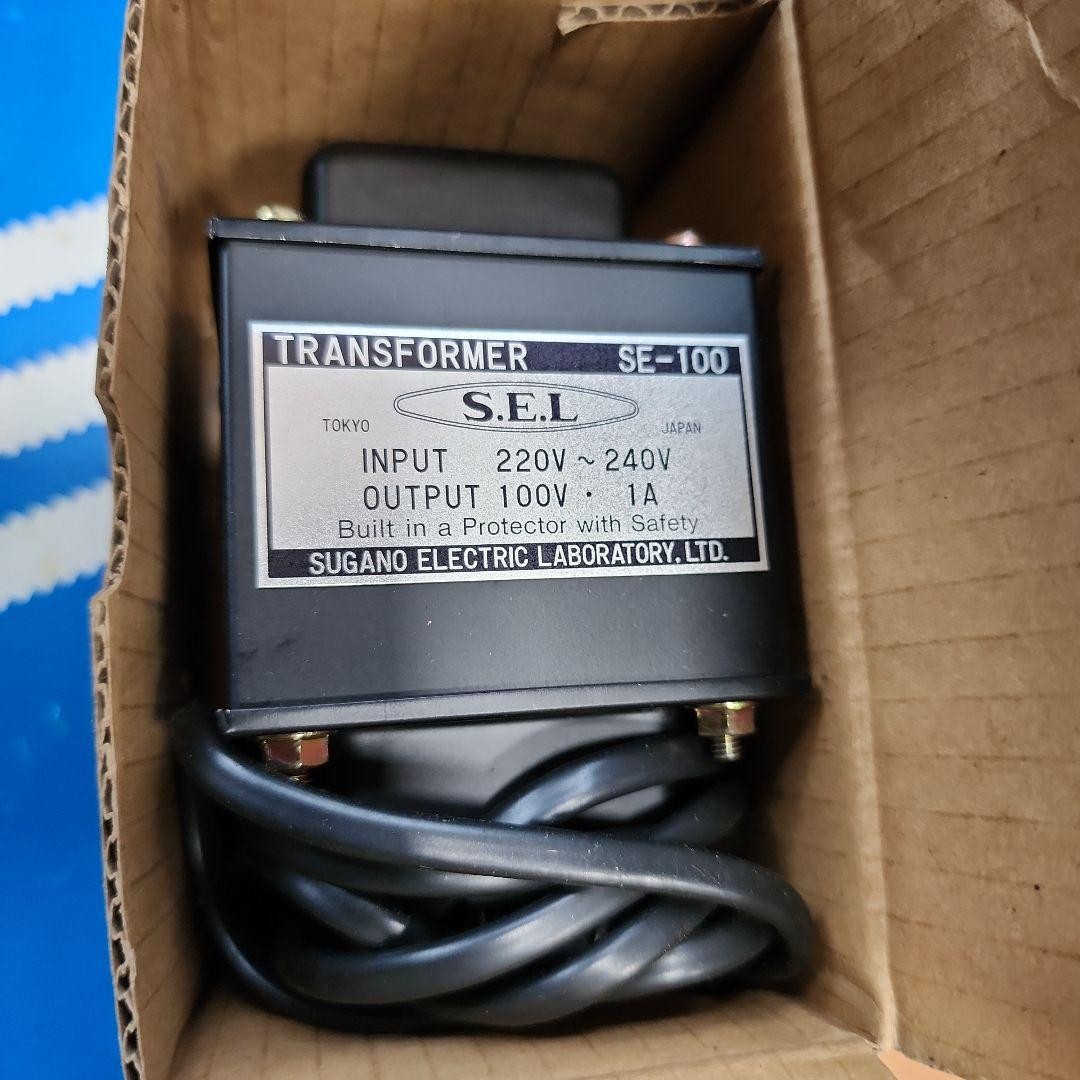 TRANSFORMER SE-100
S.E.L
TOKYO JAPAN
INPUT 220V ~ 240V
OUTPUT 100V · 1A
Built in a Protector with Safety
SUGANO ELECTRIC LABORATORY, LTD.